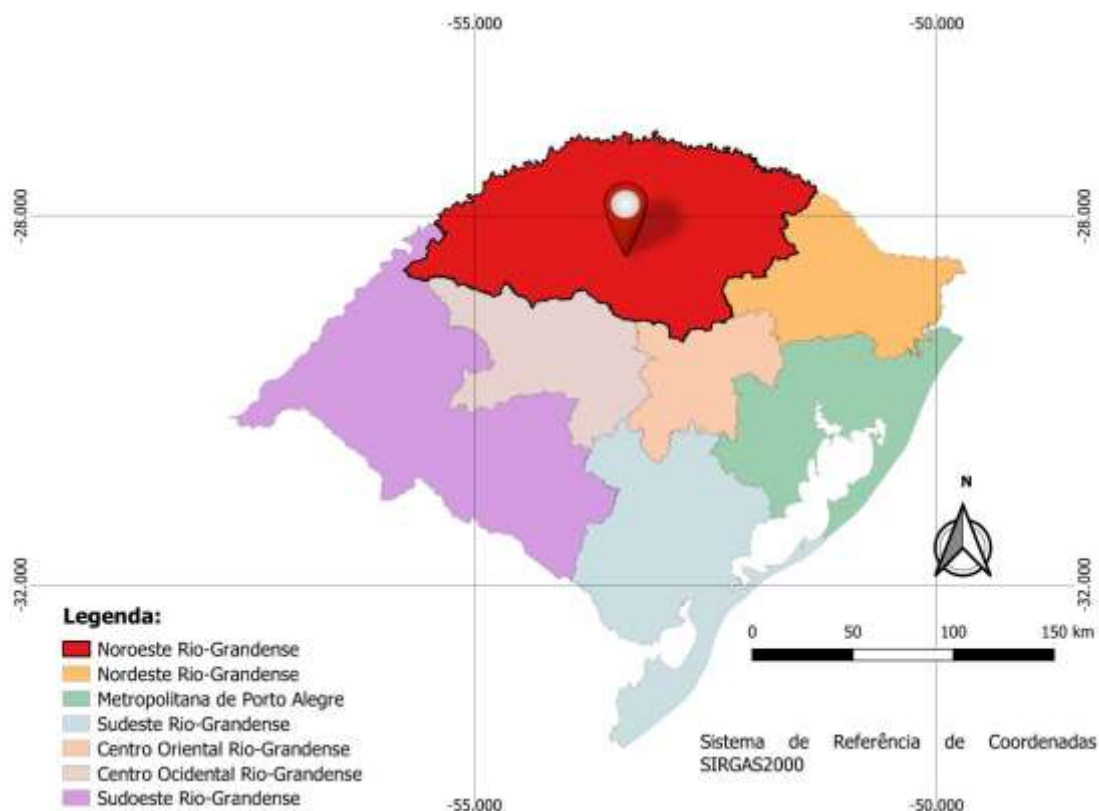 -55.000 -50.000
-28.000 -28.000
N
-32.000 -32.000
Legenda:
Noroeste Rio-Grandense
Nordeste Rio-Grandense
Metropolitana de Porto Alegre
Sudeste Rio-Grandense
Centro Oriental Rio-Grandense
Centro Ocidental Rio-Grandense
Sudoeste Rio-Grandense
0 50 100 150 km
Sistema de Referência de Coordenadas
SIRGAS2000
-55.000 -50.000